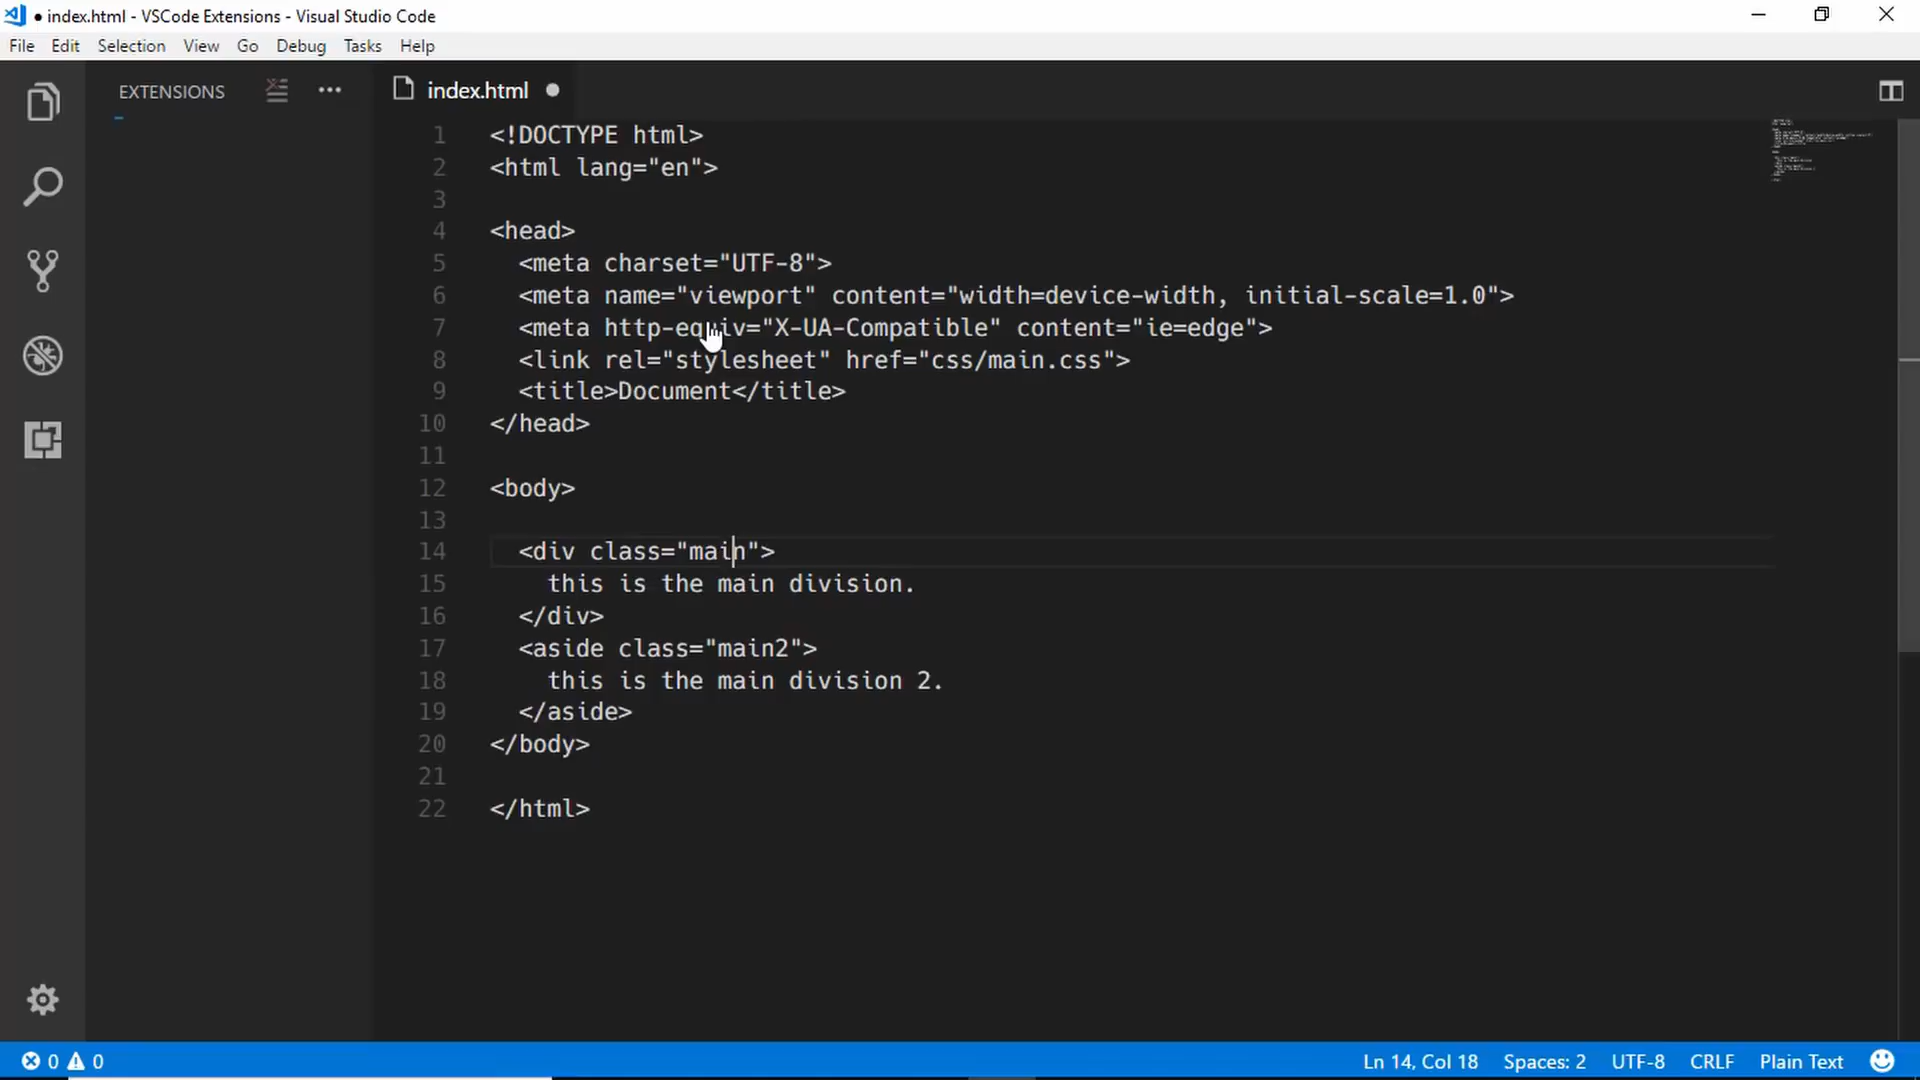 ● index.html - VSCode Extensions - Visual Studio Code
File Edit Selection View Go Debug Tasks Help
EXTENSIONS
index.html
1 <!DOCTYPE html>
2 <html lang="en">
3
4 <head>
5 <meta charset="UTF-8">
6 <meta name="viewport" content="width=device-width, initial-scale=1.0">
7 <meta http-equiv="X-UA-Compatible" content="ie=edge">
8 <link rel="stylesheet" href="css/main.css">
9 <title>Document</title>
10 </head>
11
12 <body>
13
14 <div class="main">
15 this is the main division.
16 </div>
17 <aside class="main2">
18 this is the main division 2.
19 </aside>
20 </body>
21
22 </html>
0 0 Ln 14, Col 18 Spaces: 2 UTF-8 CRLF Plain Text